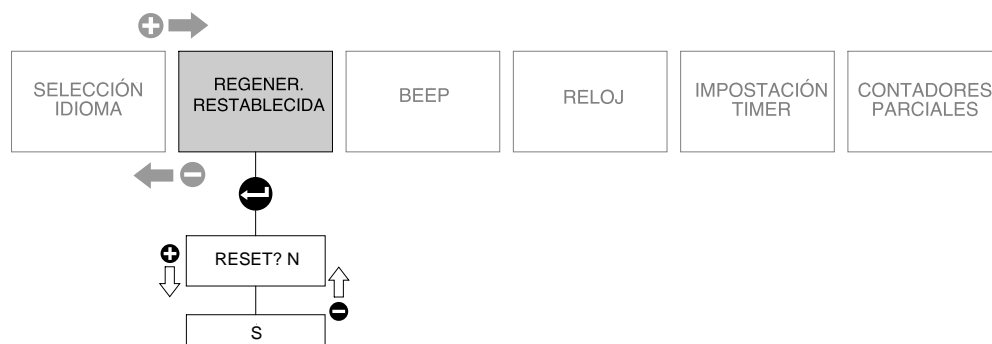 SELECCIÓN
IDIOMA
REGENER.
RESTABLECIDA
BEEP
RELOJ
IMPOSTACIÓN
TIMER
CONTADORES
PARCIALES
RESET? N
S